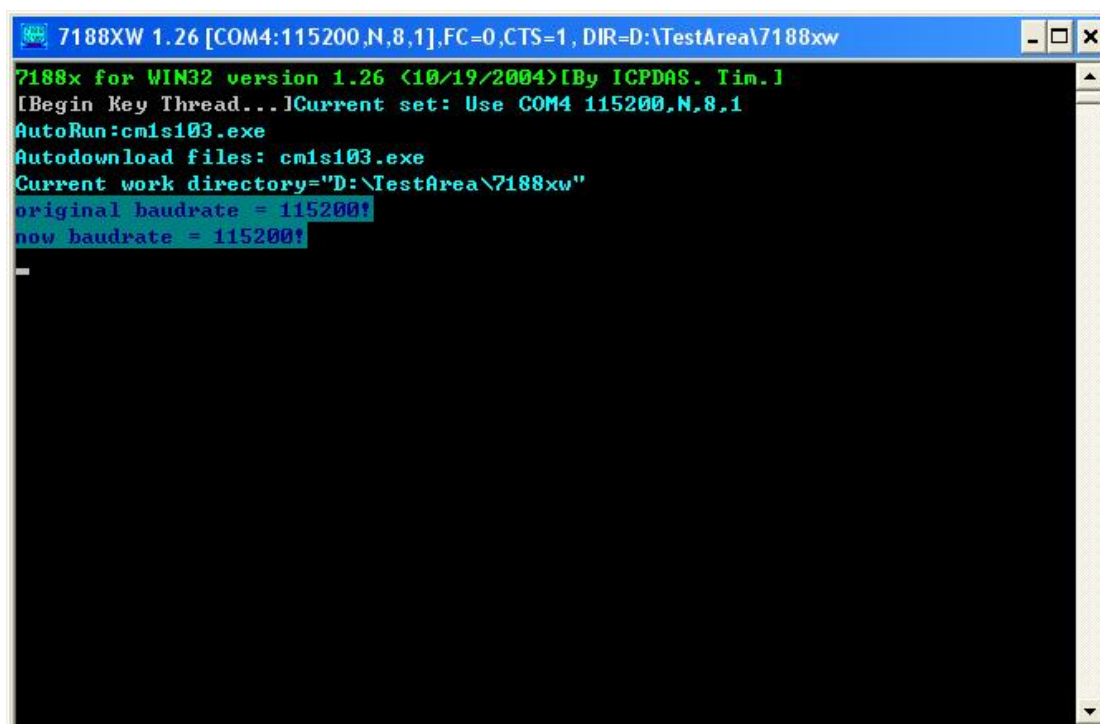 7188XW 1.26 [COM4:115200,N,8,1],FC=0,CTS=1, DIR=D:\TestArea\7188xw
7188x for WIN32 version 1.26 (10/19/2004)[By ICPDAS. Tim.]
[Begin Key Thread...]Current set: Use COM4 115200,N,8,1
AutoRun:cm1s103.exe
Autodownload files: cm1s103.exe
Current work directory="D:\TestArea\7188xw"
original baudrate = 115200!
now baudrate = 115200!